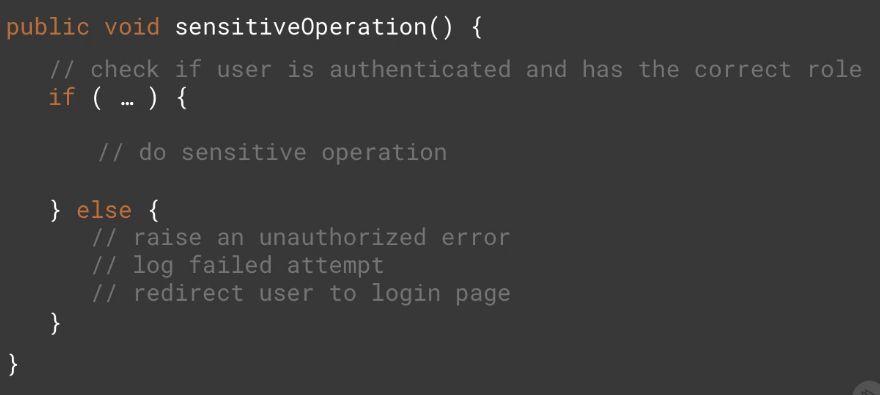 public void sensitiveOperation() {
// check if user is authenticated and has the correct role
if ( … ) {
// do sensitive operation
} else {
// raise an unauthorized error
// log failed attempt
// redirect user to login page
}
}